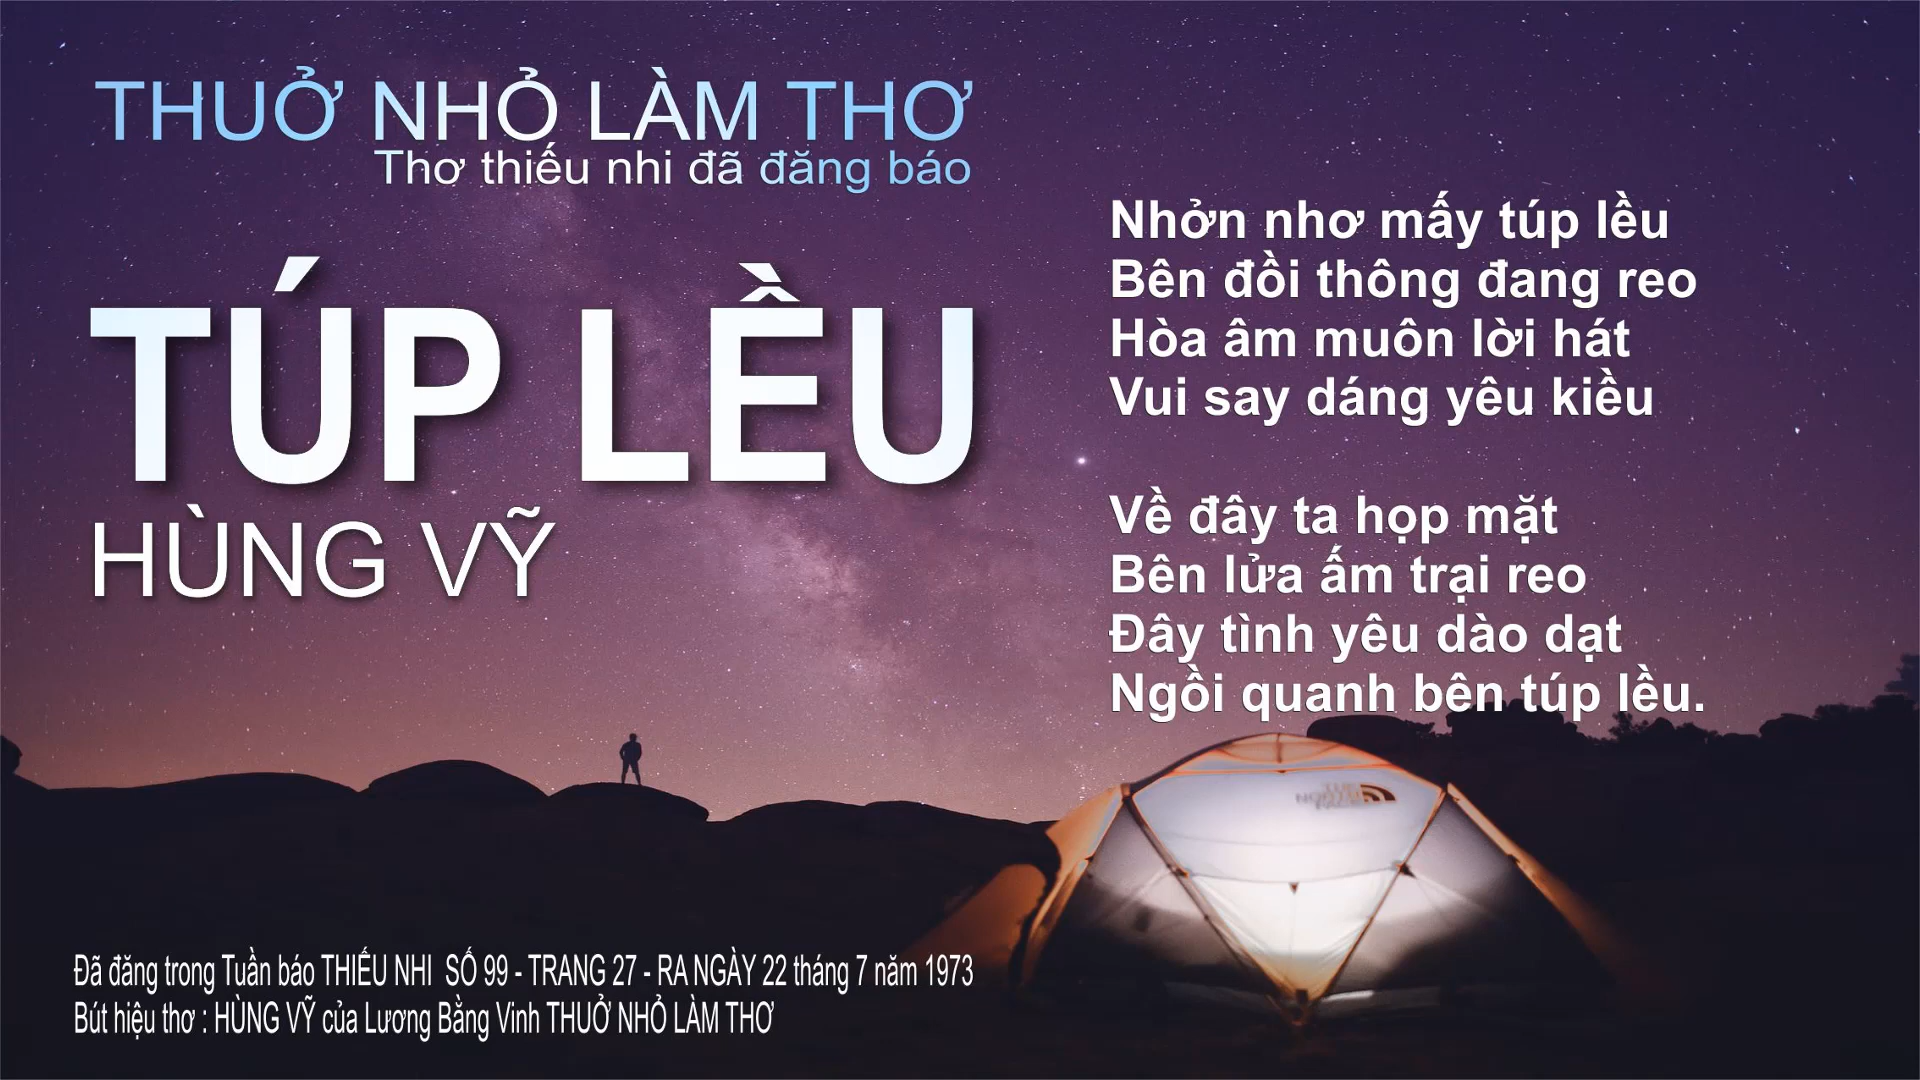 THUỞ NHỎ LÀM THƠ
Thơ thiếu nhi đã đăng báo
TÚP LỀU
HÙNG VỸ
Nhởn nhơ mấy túp lều
Bên đồi thông đang reo
Hòa âm muôn lời hát
Vui say dáng yêu kiều
Về đây ta họp mặt
Bên lửa ấm trại reo
Đây tình yêu dào dạt
Ngồi quanh bên túp lều.
THE
NORTH
FACE
Đã đăng trong Tuần báo THIẾU NHI SỐ 99 - TRANG 27 - RA NGÀY 22 tháng 7 năm 1973
Bút hiệu thơ : HÙNG VỸ của Lương Bằng Vinh THUỞ NHỎ LÀM THƠ